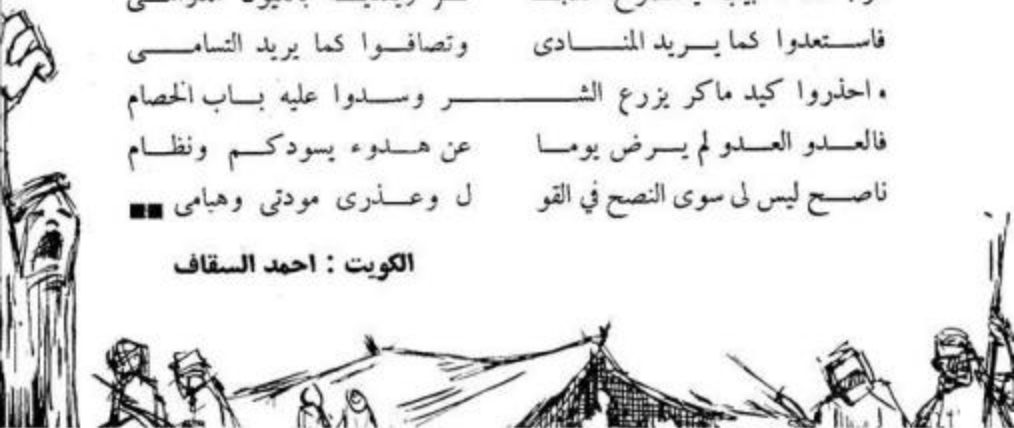 فاستعدوا كما يريد المنادى وتصافوا كما يريد التسامى
احذروا كيد ماكر يزرع الشر وسدوا عليه باب الخصام
فالعدو العدو لم يرض يوما عن هدوء يسودكم ونظام
ناصح ليس لى سوى النصح في القو ل وعذرى مودتى وهيامى
الكويت : احمد السقاف